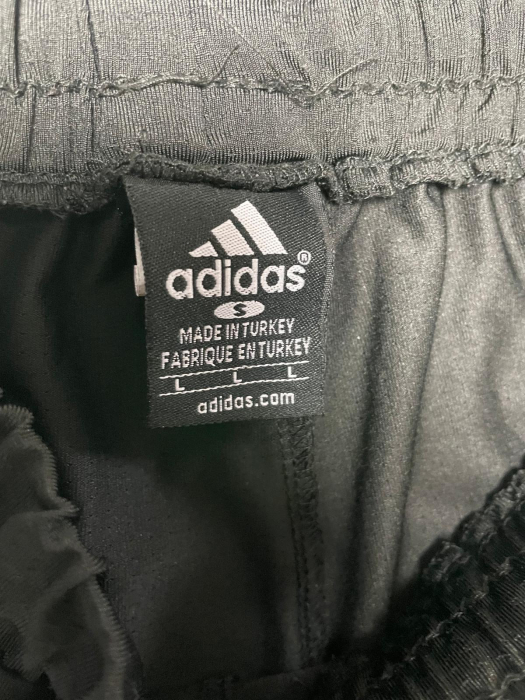 adidas®
S
MADE IN TURKEY
FABRIQUE EN TURKEY
L L L
adidas.com